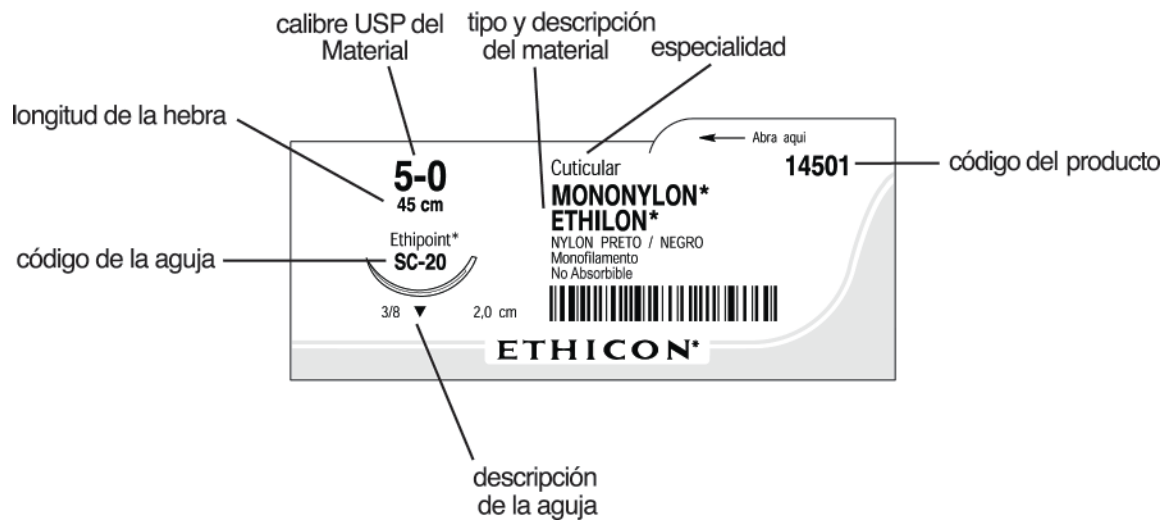 calibre USP del
Material
tipo y descripción
del material
especialidad
longitud de la hebra
Abra aqui
5-0
45 cm
Cuticular
14501
código del producto
MONONYLON*
ETHILON*
NYLON PRETO / NEGRO
Monofilamento
No Absorbible
Ethipoint*
código de la aguja
SC-20
3/8 ▼ 2,0 cm
ETHICON*
descripción
de la aguja